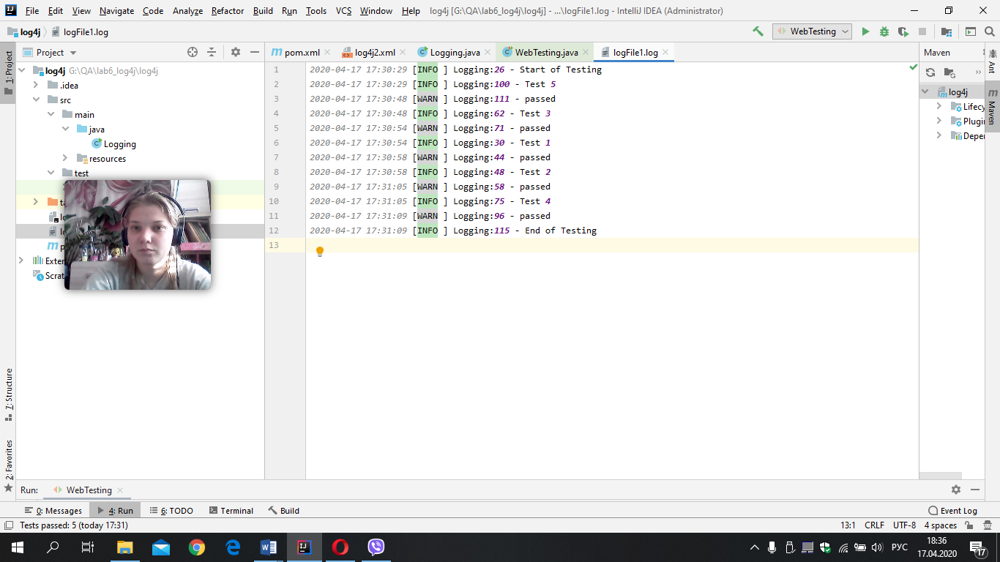 File Edit View Navigate Code Analyze Refactor Build Run Tools VCS Window Help log4j [G:\QA\lab6_log4j\log4j] - ...\logFile1.log - IntelliJ IDEA (Administrator)
log4j logFile1.log WebTesting
Project
pom.xml log4j2.xml Logging.java WebTesting.java logFile1.log
Maven
log4j G:\QA\lab6_log4j\log4j
.idea
src
main
java
Logging
resources
test
Exter
Scrat
1: Project
7: Structure
2: Favorites
1 2020-04-17 17:30:29 [INFO ] Logging:26 - Start of Testing
2 2020-04-17 17:30:29 [INFO ] Logging:100 - Test 5
3 2020-04-17 17:30:48 [WARN ] Logging:111 - passed
4 2020-04-17 17:30:48 [INFO ] Logging:62 - Test 3
5 2020-04-17 17:30:54 [WARN ] Logging:71 - passed
6 2020-04-17 17:30:54 [INFO ] Logging:30 - Test 1
7 2020-04-17 17:30:58 [WARN ] Logging:44 - passed
8 2020-04-17 17:30:58 [INFO ] Logging:48 - Test 2
9 2020-04-17 17:31:05 [WARN ] Logging:58 - passed
10 2020-04-17 17:31:05 [INFO ] Logging:75 - Test 4
11 2020-04-17 17:31:09 [WARN ] Logging:96 - passed
12 2020-04-17 17:31:09 [INFO ] Logging:115 - End of Testing
13
log4j
Lifecy
Plugin
Deper
Ant
Maven
Run: WebTesting
0: Messages 4: Run 6: TODO Terminal Build Event Log
Tests passed: 5 (today 17:31) 13:1 CRLF UTF-8 4 spaces
РУС 18:36
17.04.2020
17